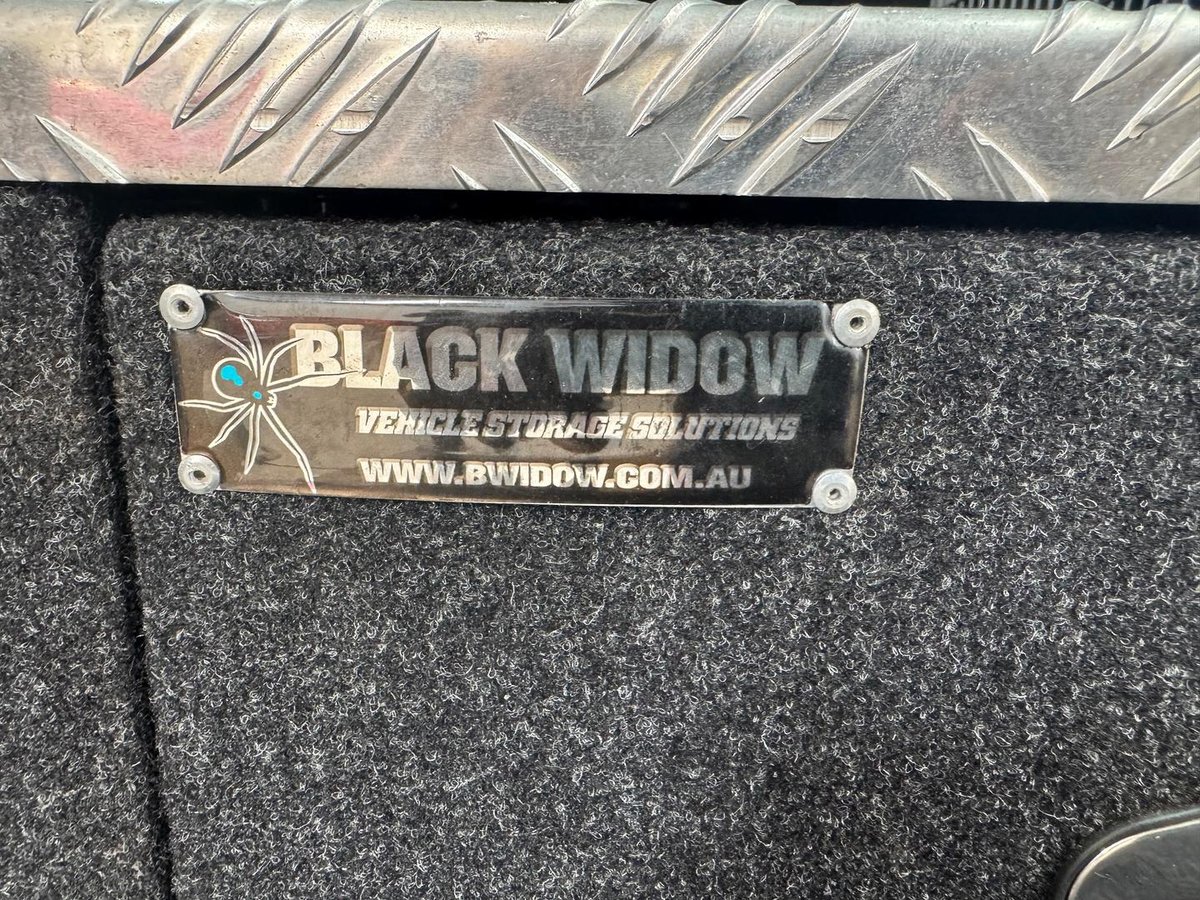 BLACK WIDOW
VEHICLE STORAGE SOLUTIONS
WWW.BWIDOW.COM.AU